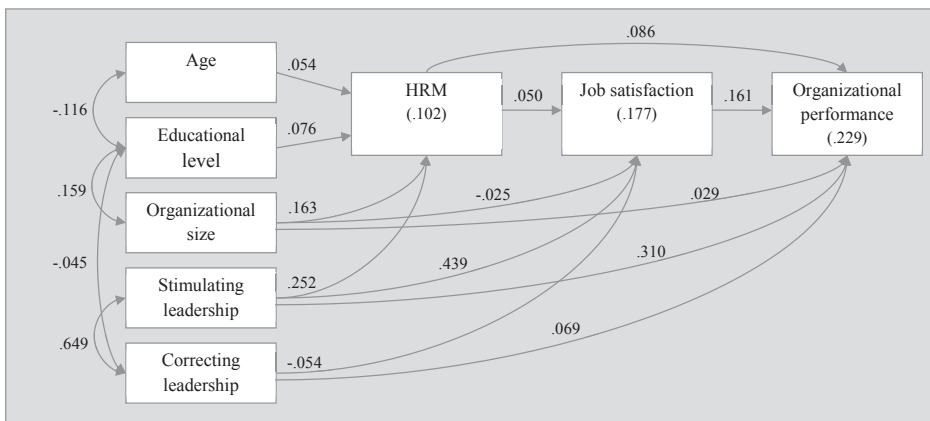 .086
Age
.054
HRM
(.102)
.050
Job satisfaction
(.177)
.161
Organizational
performance
(.229)
-.116
Educational
level
.076
.159
Organizational
size
.163
-.025
.029
-.045
Stimulating
leadership
.252
.439
.310
.649
Correcting
leadership
-.054
.069